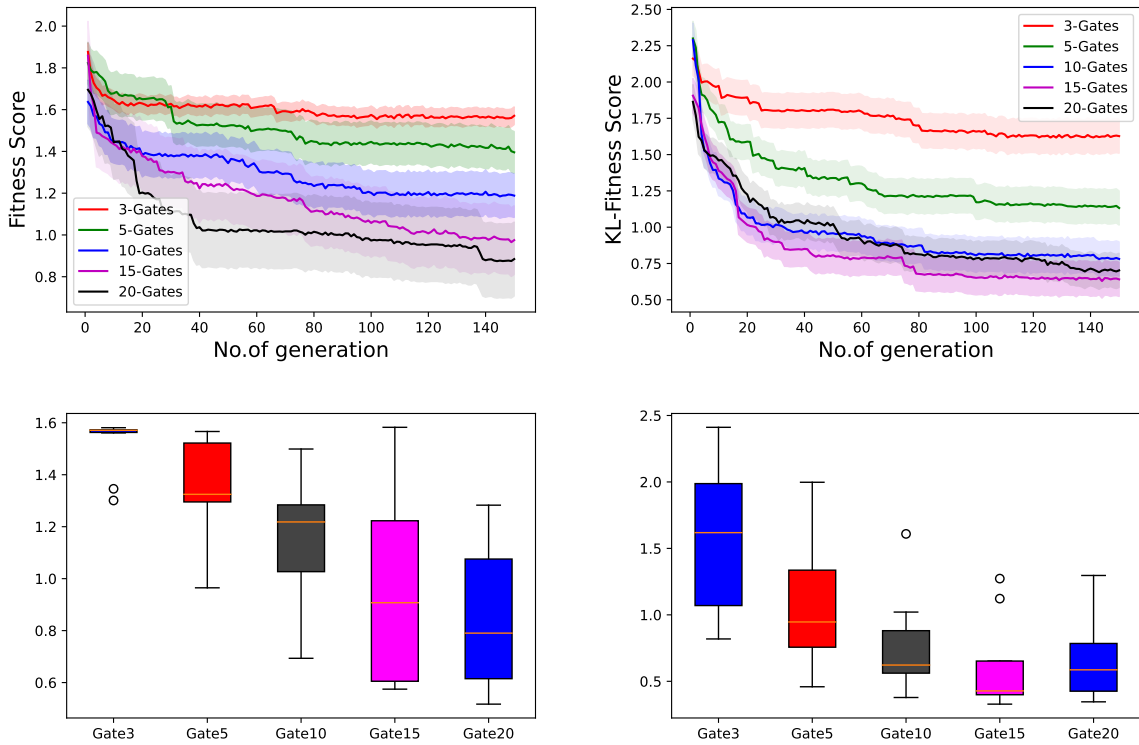 Fitness Score
2.0
1.8
1.6
1.4
1.2
1.0
0.8
3-Gates
5-Gates
10-Gates
15-Gates
20-Gates
0 20 40 60 80 100 120 140
No.of generation
KL-Fitness Score
2.50
2.25
2.00
1.75
1.50
1.25
1.00
0.75
0.50
3-Gates
5-Gates
10-Gates
15-Gates
20-Gates
0 20 40 60 80 100 120 140
No.of generation
1.6
1.4
1.2
1.0
0.8
0.6
Gate3 Gate5 Gate10 Gate15 Gate20
2.5
2.0
1.5
1.0
0.5
Gate3 Gate5 Gate10 Gate15 Gate20